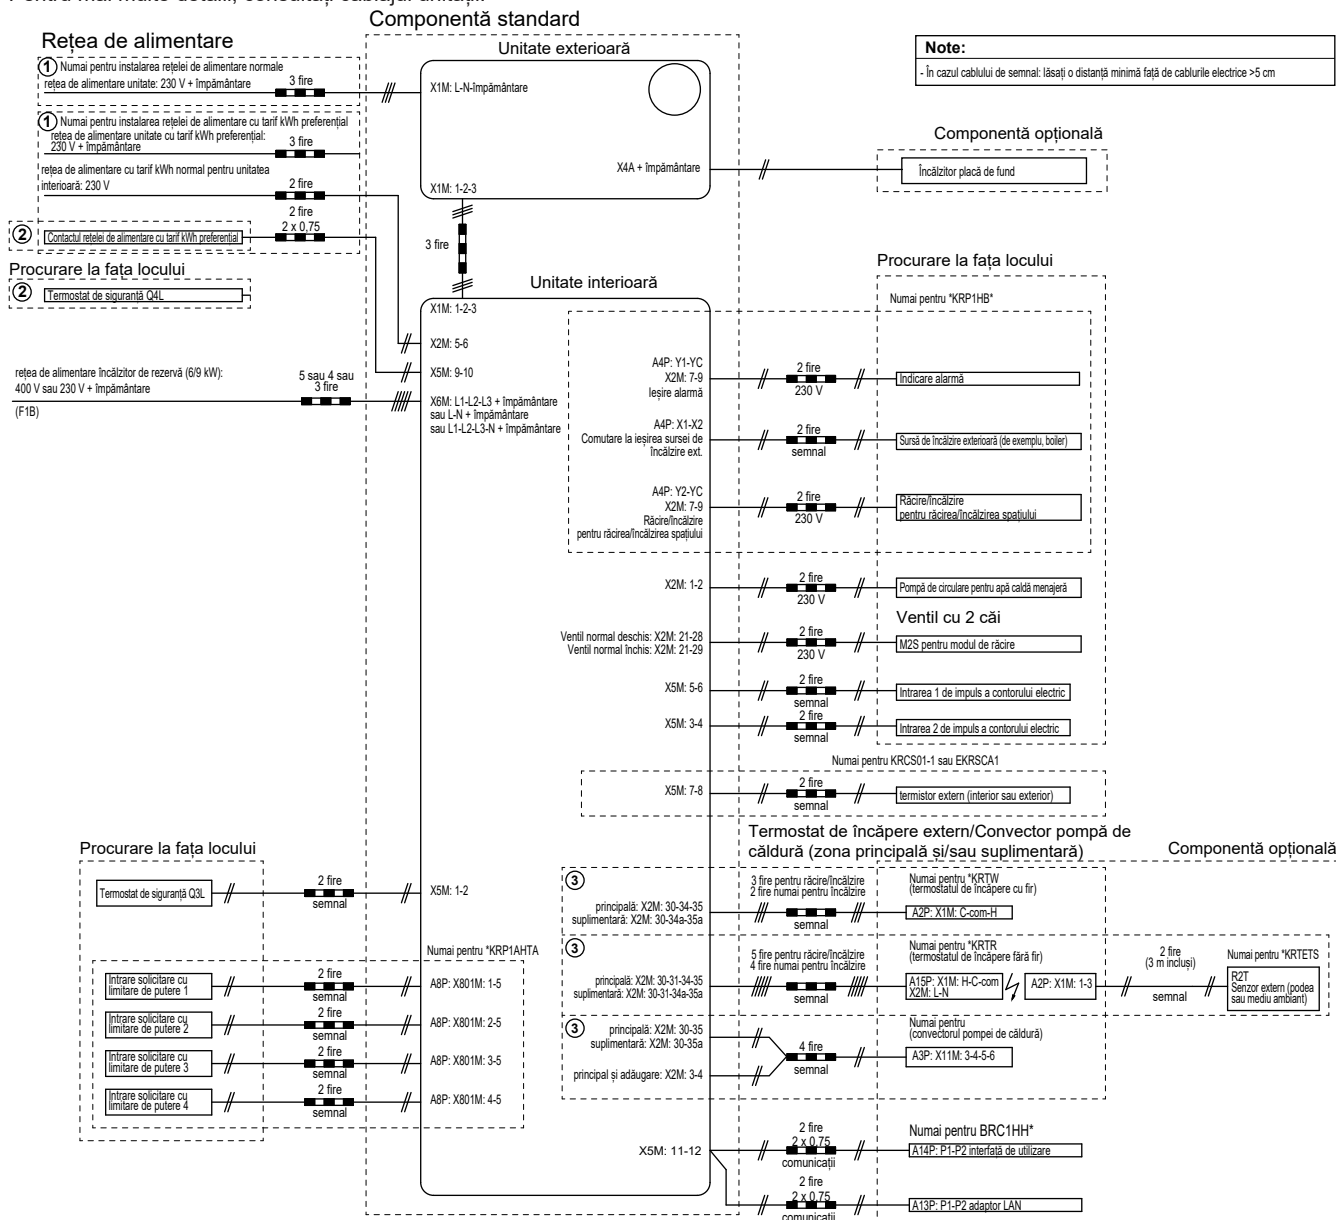 Componentă standard
Rețea de alimentare
Unitate exterioară
Note:
- În cazul cablului de semnal: lăsați o distanță minimă față de cablurile electrice >5 cm
1 Numai pentru instalarea rețelei de alimentare normale
rețea de alimentare unitate: 230 V + împământare
3 fire
X1M: L-N-împământare
1 Numai pentru instalarea rețelei de alimentare cu tarif kWh preferențial
rețea de alimentare unitate cu tarif kWh preferențial:
230 V + împământare
3 fire
rețea de alimentare cu tarif kWh normal pentru unitatea
interioară: 230 V
2 fire
2 fire
2 x 0,75
2 Contactul rețelei de alimentare cu tarif kWh preferențial
Componentă opțională
X4A + împământare
Încălzitor placă de fund
X1M: 1-2-3
3 fire
Procurare la fața locului
2 Termostat de siguranță Q4L
Unitate interioară
X1M: 1-2-3
X2M: 5-6
X5M: 9-10
rețea de alimentare încălzitor de rezervă (6/9 kW):
400 V sau 230 V + împământare
(F1B)
5 sau 4 sau
3 fire
X6M: L1-L2-L3 + împământare
sau L-N + împământare
sau L1-L2-L3-N + împământare
Procurare la fața locului
Numai pentru *KRP1HB*
A4P: Y1-YC
X2M: 7-9
Ieșire alarmă
2 fire
230 V
Indicare alarmă
A4P: X1-X2
Comutare la ieșirea sursei de
încălzire ext.
2 fire
semnal
Sursă de încălzire exterioară (de exemplu, boiler)
A4P: Y2-YC
X2M: 7-9
Răcire/Încălzire
pentru răcirea/încălzirea spațiului
2 fire
230 V
Răcire/Încălzire
pentru răcirea/încălzirea spațiului
X2M: 1-2
2 fire
230 V
Pompă de circulare pentru apă caldă menajeră
Ventil cu 2 căi
Ventil normal deschis: X2M: 21-28
Ventil normal închis: X2M: 21-29
2 fire
230 V
M2S pentru modul de răcire
X5M: 5-6
2 fire
semnal
Intrarea 1 de impuls a contorului electric
X5M: 3-4
2 fire
semnal
Intrarea 2 de impuls a contorului electric
Numai pentru KRCS01-1 sau EKRSCA1
X5M: 7-8
2 fire
semnal
termistor extern (interior sau exterior)
Termostat de încăpere extern/Convector pompă de
căldură (zona principală și/sau suplimentară)
Componentă opțională
3
principală: X2M: 30-34-35
suplimentară: X2M: 30-34a-35a
3 fire pentru răcire/încălzire
2 fire numai pentru încălzire
semnal
Numai pentru *KRTW
(termostatul de încăpere cu fir)
A2P: X1M: C-com-H
3
principală: X2M: 30-31-34-35
suplimentară: X2M: 30-31-34a-35a
5 fire pentru răcire/încălzire
4 fire numai pentru încălzire
semnal
Numai pentru *KRTR
(termostatul de încăpere fără fir)
A15P: X1M: H-C-com
X2M: L-N
A2P: X1M: 1-3
2 fire
(3 m incluși)
semnal
Numai pentru *KRTETS
R2T
Senzor extern (podea
sau mediu ambiant)
3
principală: X2M: 30-35
suplimentară: X2M: 30-35a
principal și adăugare: X2M: 3-4
4 fire
semnal
Numai pentru
(convectorul pompei de căldură)
A3P: X11M: 3-4-5-6
X5M: 11-12
2 fire
2 x 0,75
comunicații
Numai pentru BRC1HH*
A14P: P1-P2 interfață de utilizare
2 fire
2 x 0,75
comunicații
A13P: P1-P2 adaptor LAN
Procurare la fața locului
Termostat de siguranță Q3L
2 fire
semnal
X5M: 1-2
Numai pentru *KRP1AHTA
Intrare solicitare cu
limitare de putere 1
2 fire
semnal
A8P: X801M: 1-5
Intrare solicitare cu
limitare de putere 2
2 fire
semnal
A8P: X801M: 2-5
Intrare solicitare cu
limitare de putere 3
2 fire
semnal
A8P: X801M: 3-5
Intrare solicitare cu
limitare de putere 4
2 fire
semnal
A8P: X801M: 4-5